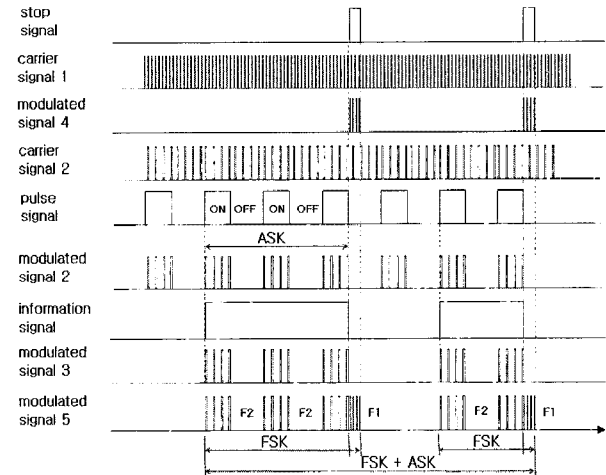 stop
signal
carrier
signal 1
modulated
signal 4
carrier
signal 2
pulse
signal
ON OFF ON OFF
ASK
modulated
signal 2
information
signal
modulated
signal 3
modulated
signal 5
F2 F2 F1 F2 F1
FSK FSK
FSK + ASK